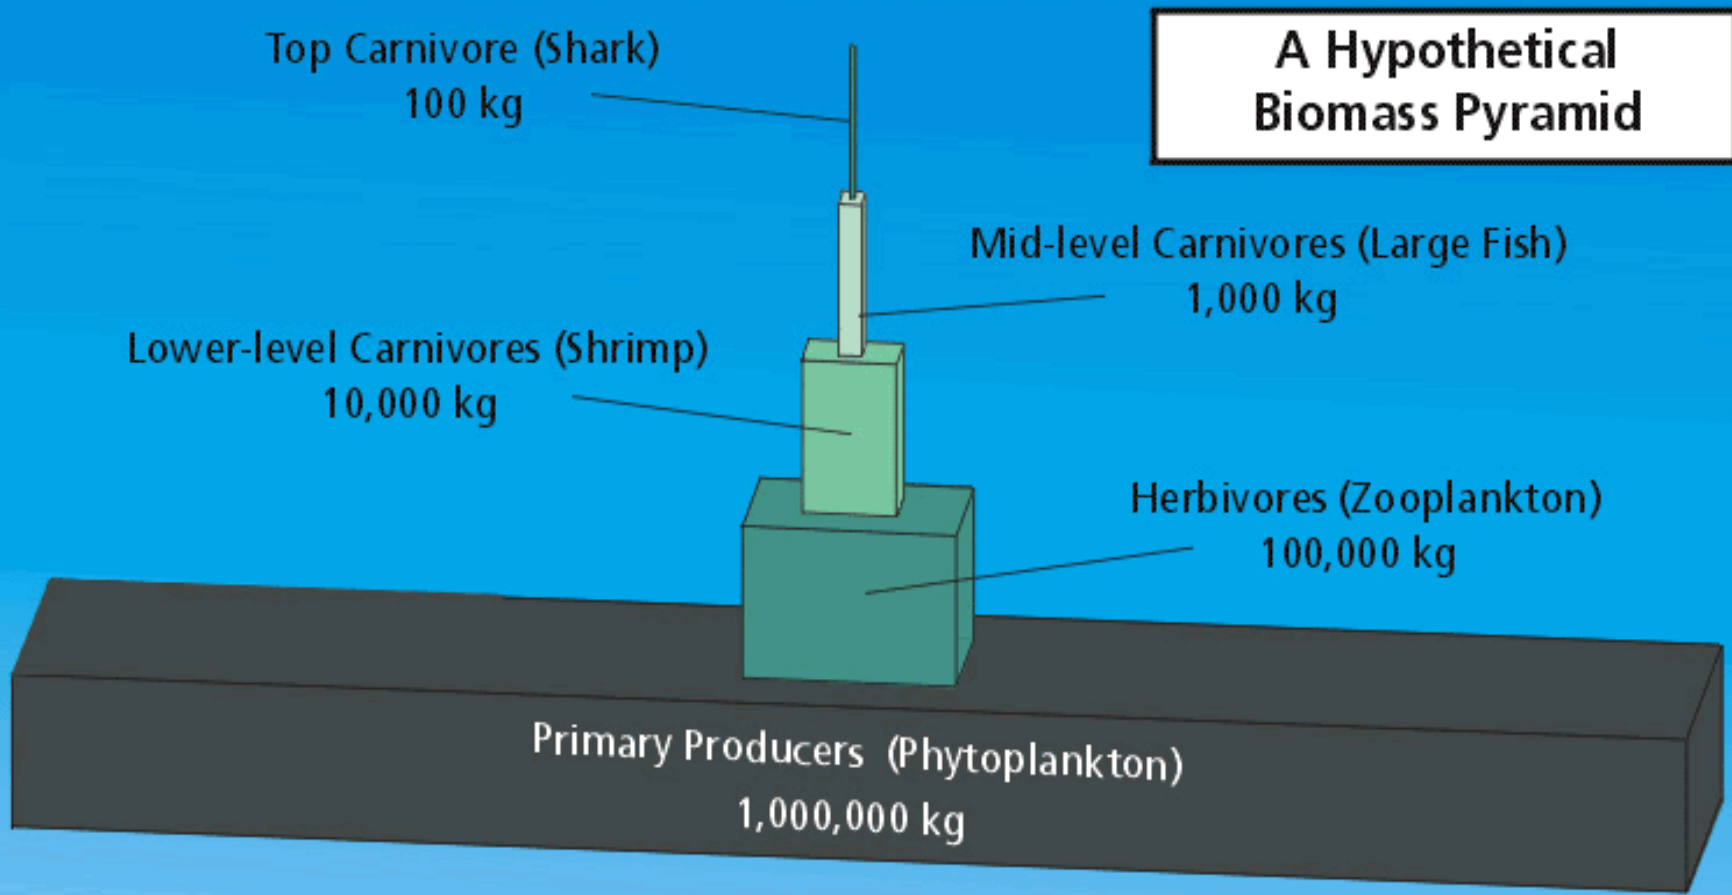 A Hypothetical
Biomass Pyramid
Top Carnivore (Shark)
100 kg
Mid-level Carnivores (Large Fish)
1,000 kg
Lower-level Carnivores (Shrimp)
10,000 kg
Herbivores (Zooplankton)
100,000 kg
Primary Producers (Phytoplankton)
1,000,000 kg